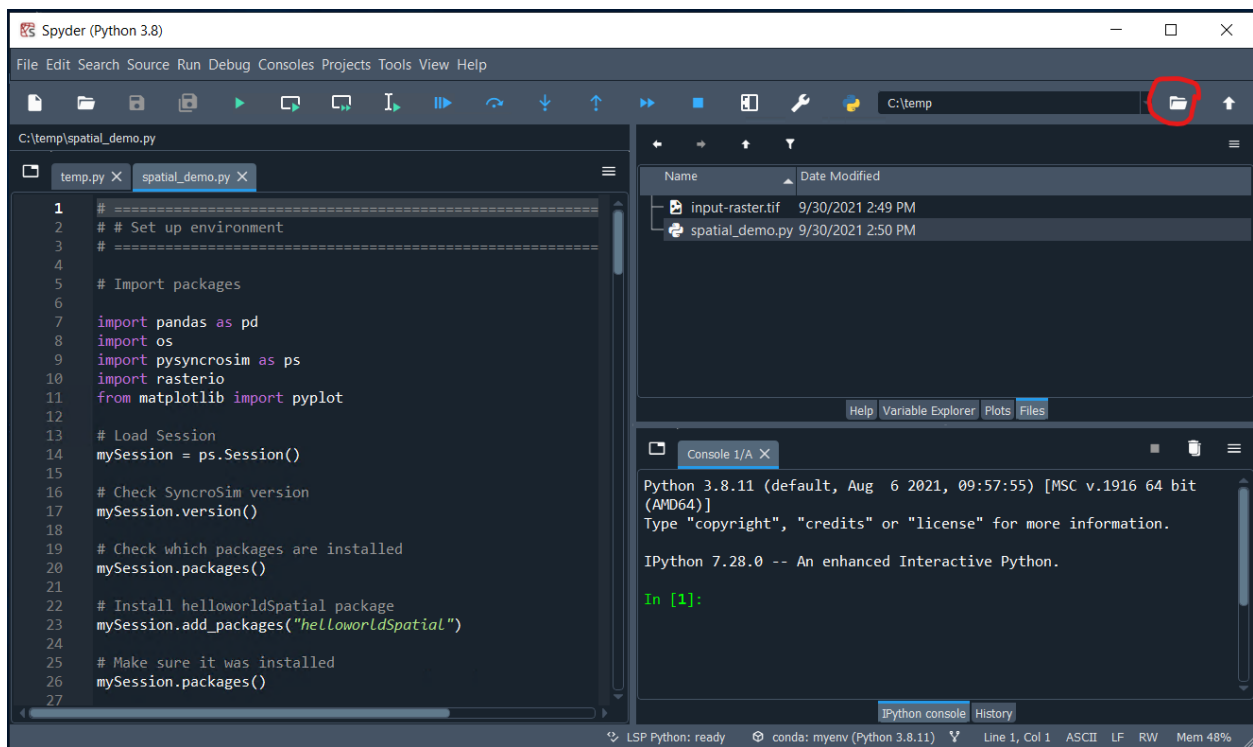 Spyder (Python 3.8)
File Edit Search Source Run Debug Consoles Projects Tools View Help
C:\temp
C:\temp\spatial_demo.py
temp.py
spatial_demo.py
1 # =========================================================
2 # # Set up environment
3 # =========================================================
4
5 # Import packages
6
7 import pandas as pd
8 import os
9 import pysyncrosim as ps
10 import rasterio
11 from matplotlib import pyplot
12
13 # Load Session
14 mySession = ps.Session()
15
16 # Check SyncroSim version
17 mySession.version()
18
19 # Check which packages are installed
20 mySession.packages()
21
22 # Install helloworldSpatial package
23 mySession.add_packages("helloworldSpatial")
24
25 # Make sure it was installed
26 mySession.packages()
27
Name Date Modified
input-raster.tif 9/30/2021 2:49 PM
spatial_demo.py 9/30/2021 2:50 PM
Help Variable Explorer Plots Files
Console 1/A
Python 3.8.11 (default, Aug  6 2021, 09:57:55) [MSC v.1916 64 bit
(AMD64)]
Type "copyright", "credits" or "license" for more information.
IPython 7.28.0 -- An enhanced Interactive Python.
In [1]:
IPython console History
LSP Python: ready conda: myenv (Python 3.8.11) Line 1, Col 1 ASCII LF RW Mem 48%